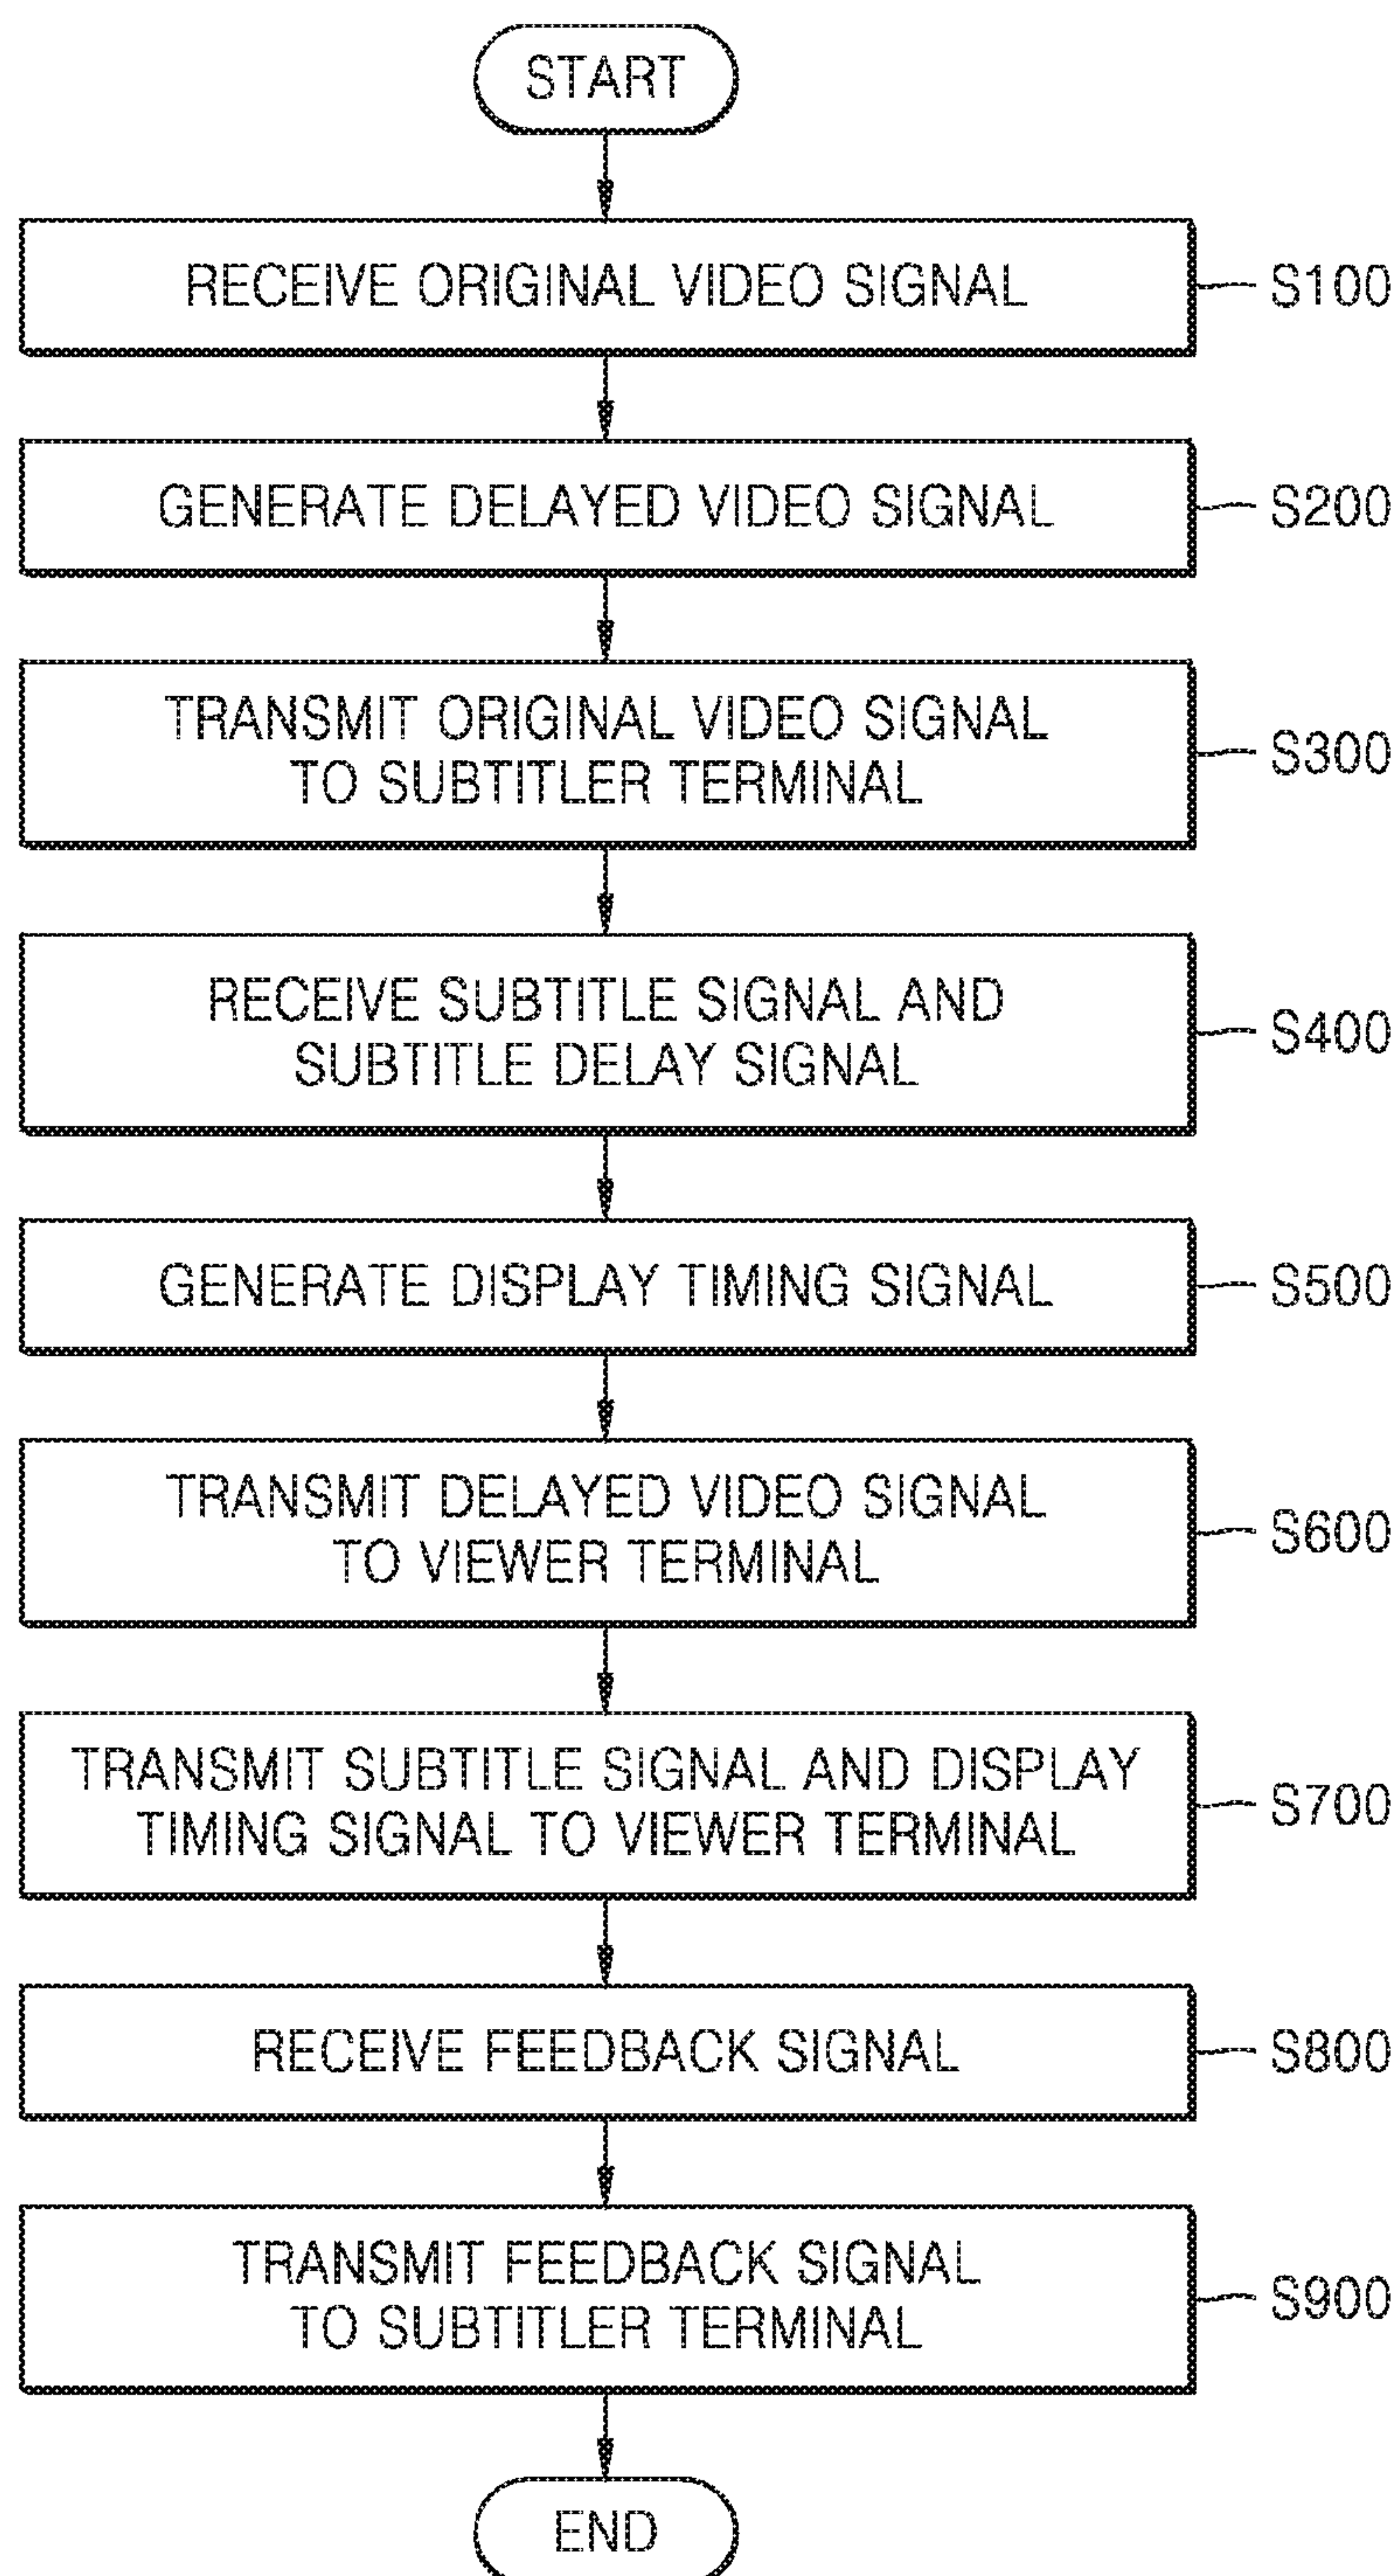 START
RECEIVE ORIGINAL VIDEO SIGNAL
S100
GENERATE DELAYED VIDEO SIGNAL
S200
TRANSMIT ORIGINAL VIDEO SIGNAL
TO SUBTITLER TERMINAL
S300
RECEIVE SUBTITLE SIGNAL AND
SUBTITLE DELAY SIGNAL
S400
GENERATE DISPLAY TIMING SIGNAL
S500
TRANSMIT DELAYED VIDEO SIGNAL
TO VIEWER TERMINAL
S600
TRANSMIT SUBTITLE SIGNAL AND DISPLAY
TIMING SIGNAL TO VIEWER TERMINAL
S700
RECEIVE FEEDBACK SIGNAL
S800
TRANSMIT FEEDBACK SIGNAL
TO SUBTITLER TERMINAL
S900
END